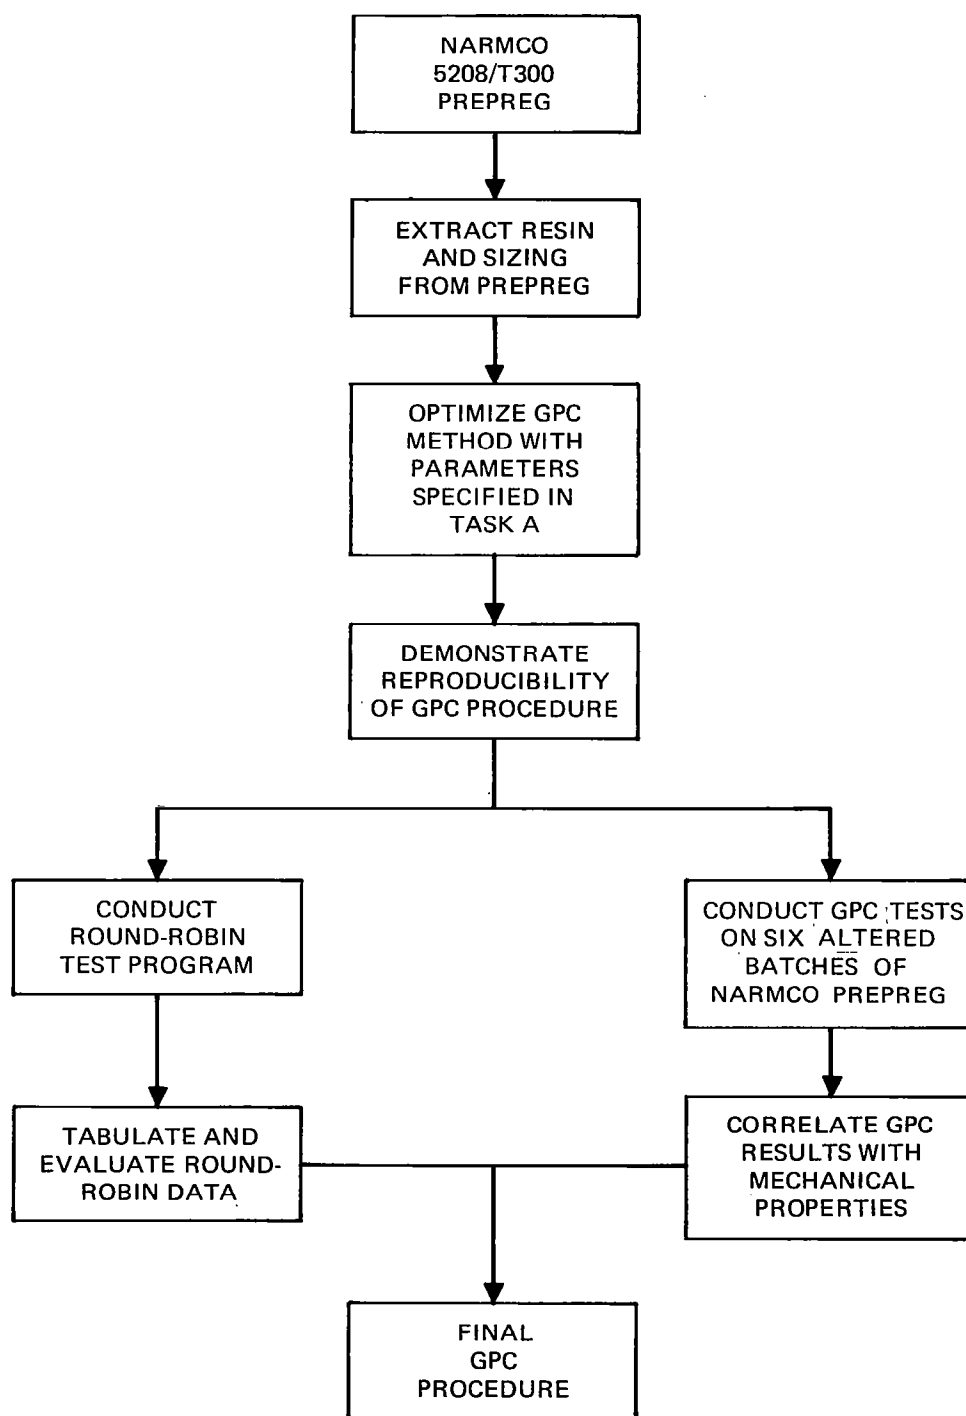 NARMCO
5208/T300
PREPREG
EXTRACT RESIN
AND SIZING
FROM PREPREG
OPTIMIZE GPC
METHOD WITH
PARAMETERS
SPECIFIED IN
TASK A
DEMONSTRATE
REPRODUCIBILITY
OF GPC PROCEDURE
CONDUCT
ROUND-ROBIN
TEST PROGRAM
CONDUCT GPC TESTS
ON SIX ALTERED
BATCHES OF
NARMCO PREPREG
TABULATE AND
EVALUATE ROUND-
ROBIN DATA
CORRELATE GPC
RESULTS WITH
MECHANICAL
PROPERTIES
FINAL
GPC
PROCEDURE